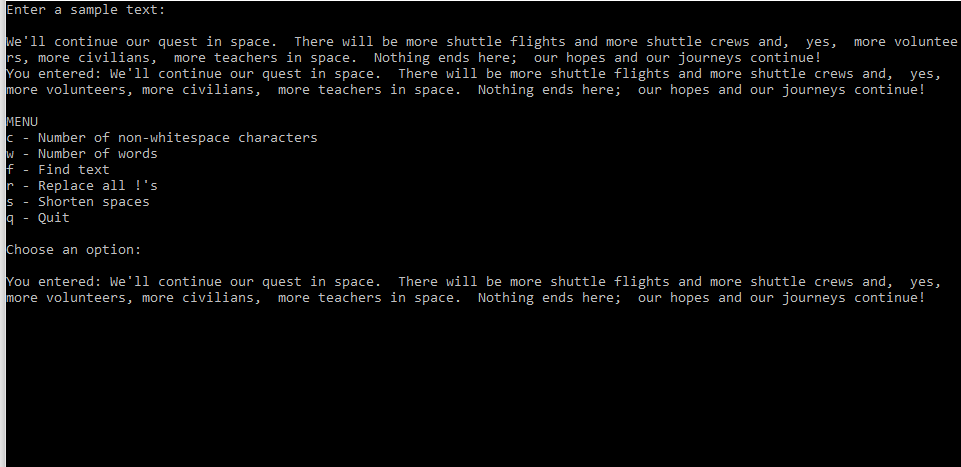 Enter a sample text:
We'll continue our quest in space.  There will be more shuttle flights and more shuttle crews and,  yes,  more voluntee
rs, more civilians,  more teachers in space.  Nothing ends here;  our hopes and our journeys continue!
You entered: We'll continue our quest in space.  There will be more shuttle flights and more shuttle crews and,  yes,
more volunteers, more civilians,  more teachers in space.  Nothing ends here;  our hopes and our journeys continue!
MENU
c - Number of non-whitespace characters
w - Number of words
f - Find text
r - Replace all !'s
s - Shorten spaces
q - Quit
Choose an option:
You entered: We'll continue our quest in space.  There will be more shuttle flights and more shuttle crews and,  yes,
more volunteers, more civilians,  more teachers in space.  Nothing ends here;  our hopes and our journeys continue!